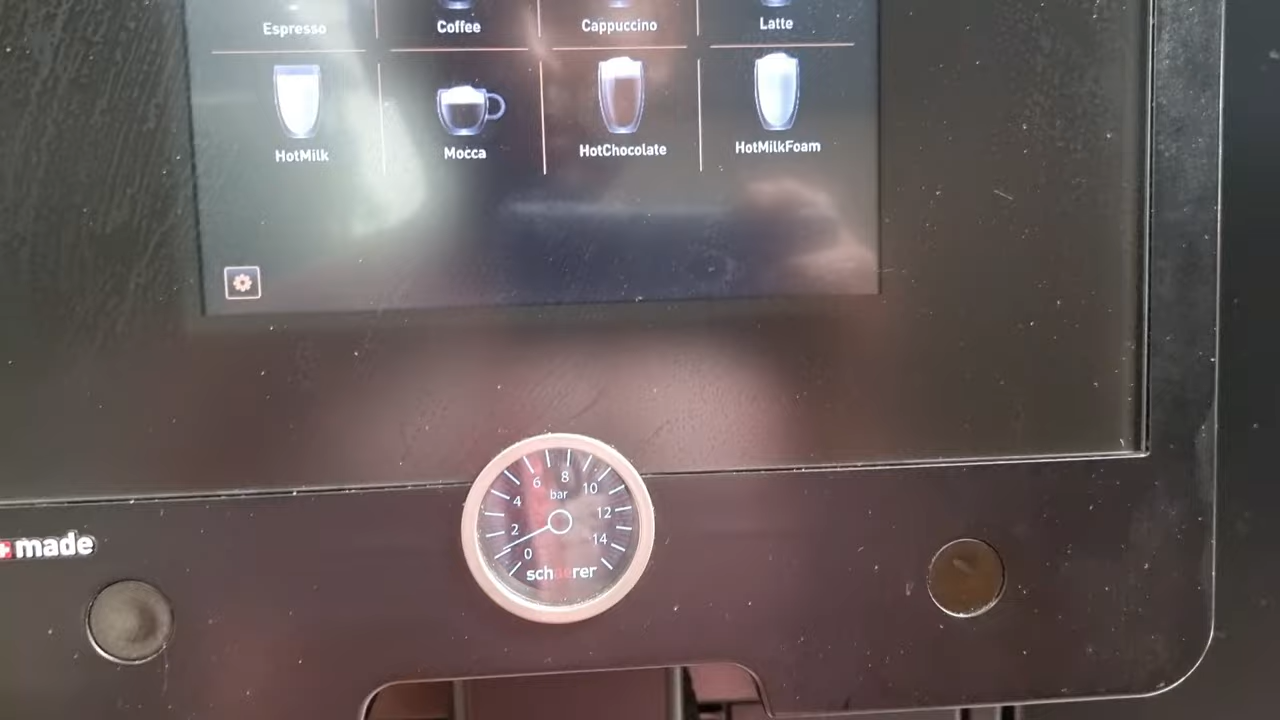 Espresso Coffee Cappuccino Latte
HotMilk Mocca HotChocolate HotMilkFoam
0 2 4 6 8 10 12 14
bar
schaerer
made